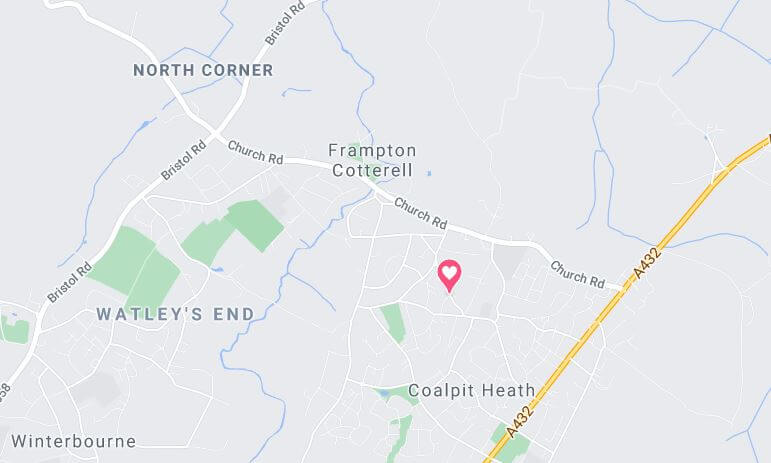 Bristol Rd
NORTH CORNER
Bristol Rd
Church Rd
Frampton
Cotterell
Church Rd
A432
Church Rd
Bristol Rd
WATLEY'S END
Coalpit Heath
A432
Winterbourne